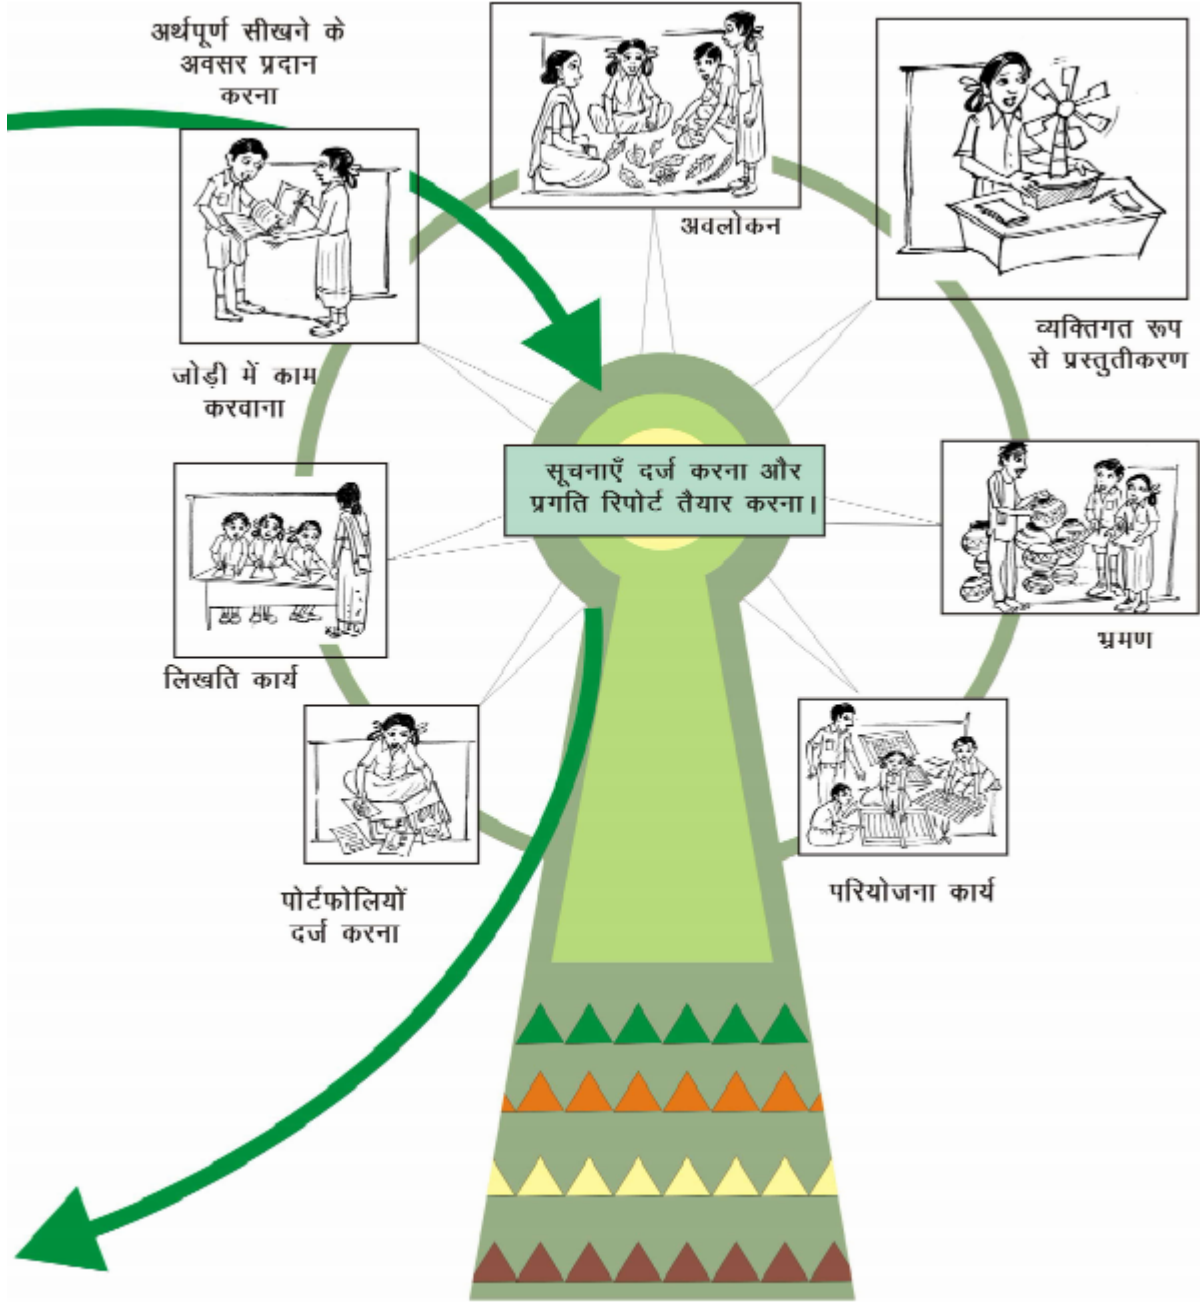 अर्थपूर्ण सीखने के
अवसर प्रदान
करना
अवलोकन
व्यक्तिगत रूप
से प्रस्तुतीकरण
जोड़ी में काम
करवाना
सूचनाएँ दर्ज करना और
प्रगति रिपोर्ट तैयार करना।
भ्रमण
लिखति कार्य
पोर्टफोलियों
दर्ज करना
परियोजना कार्य